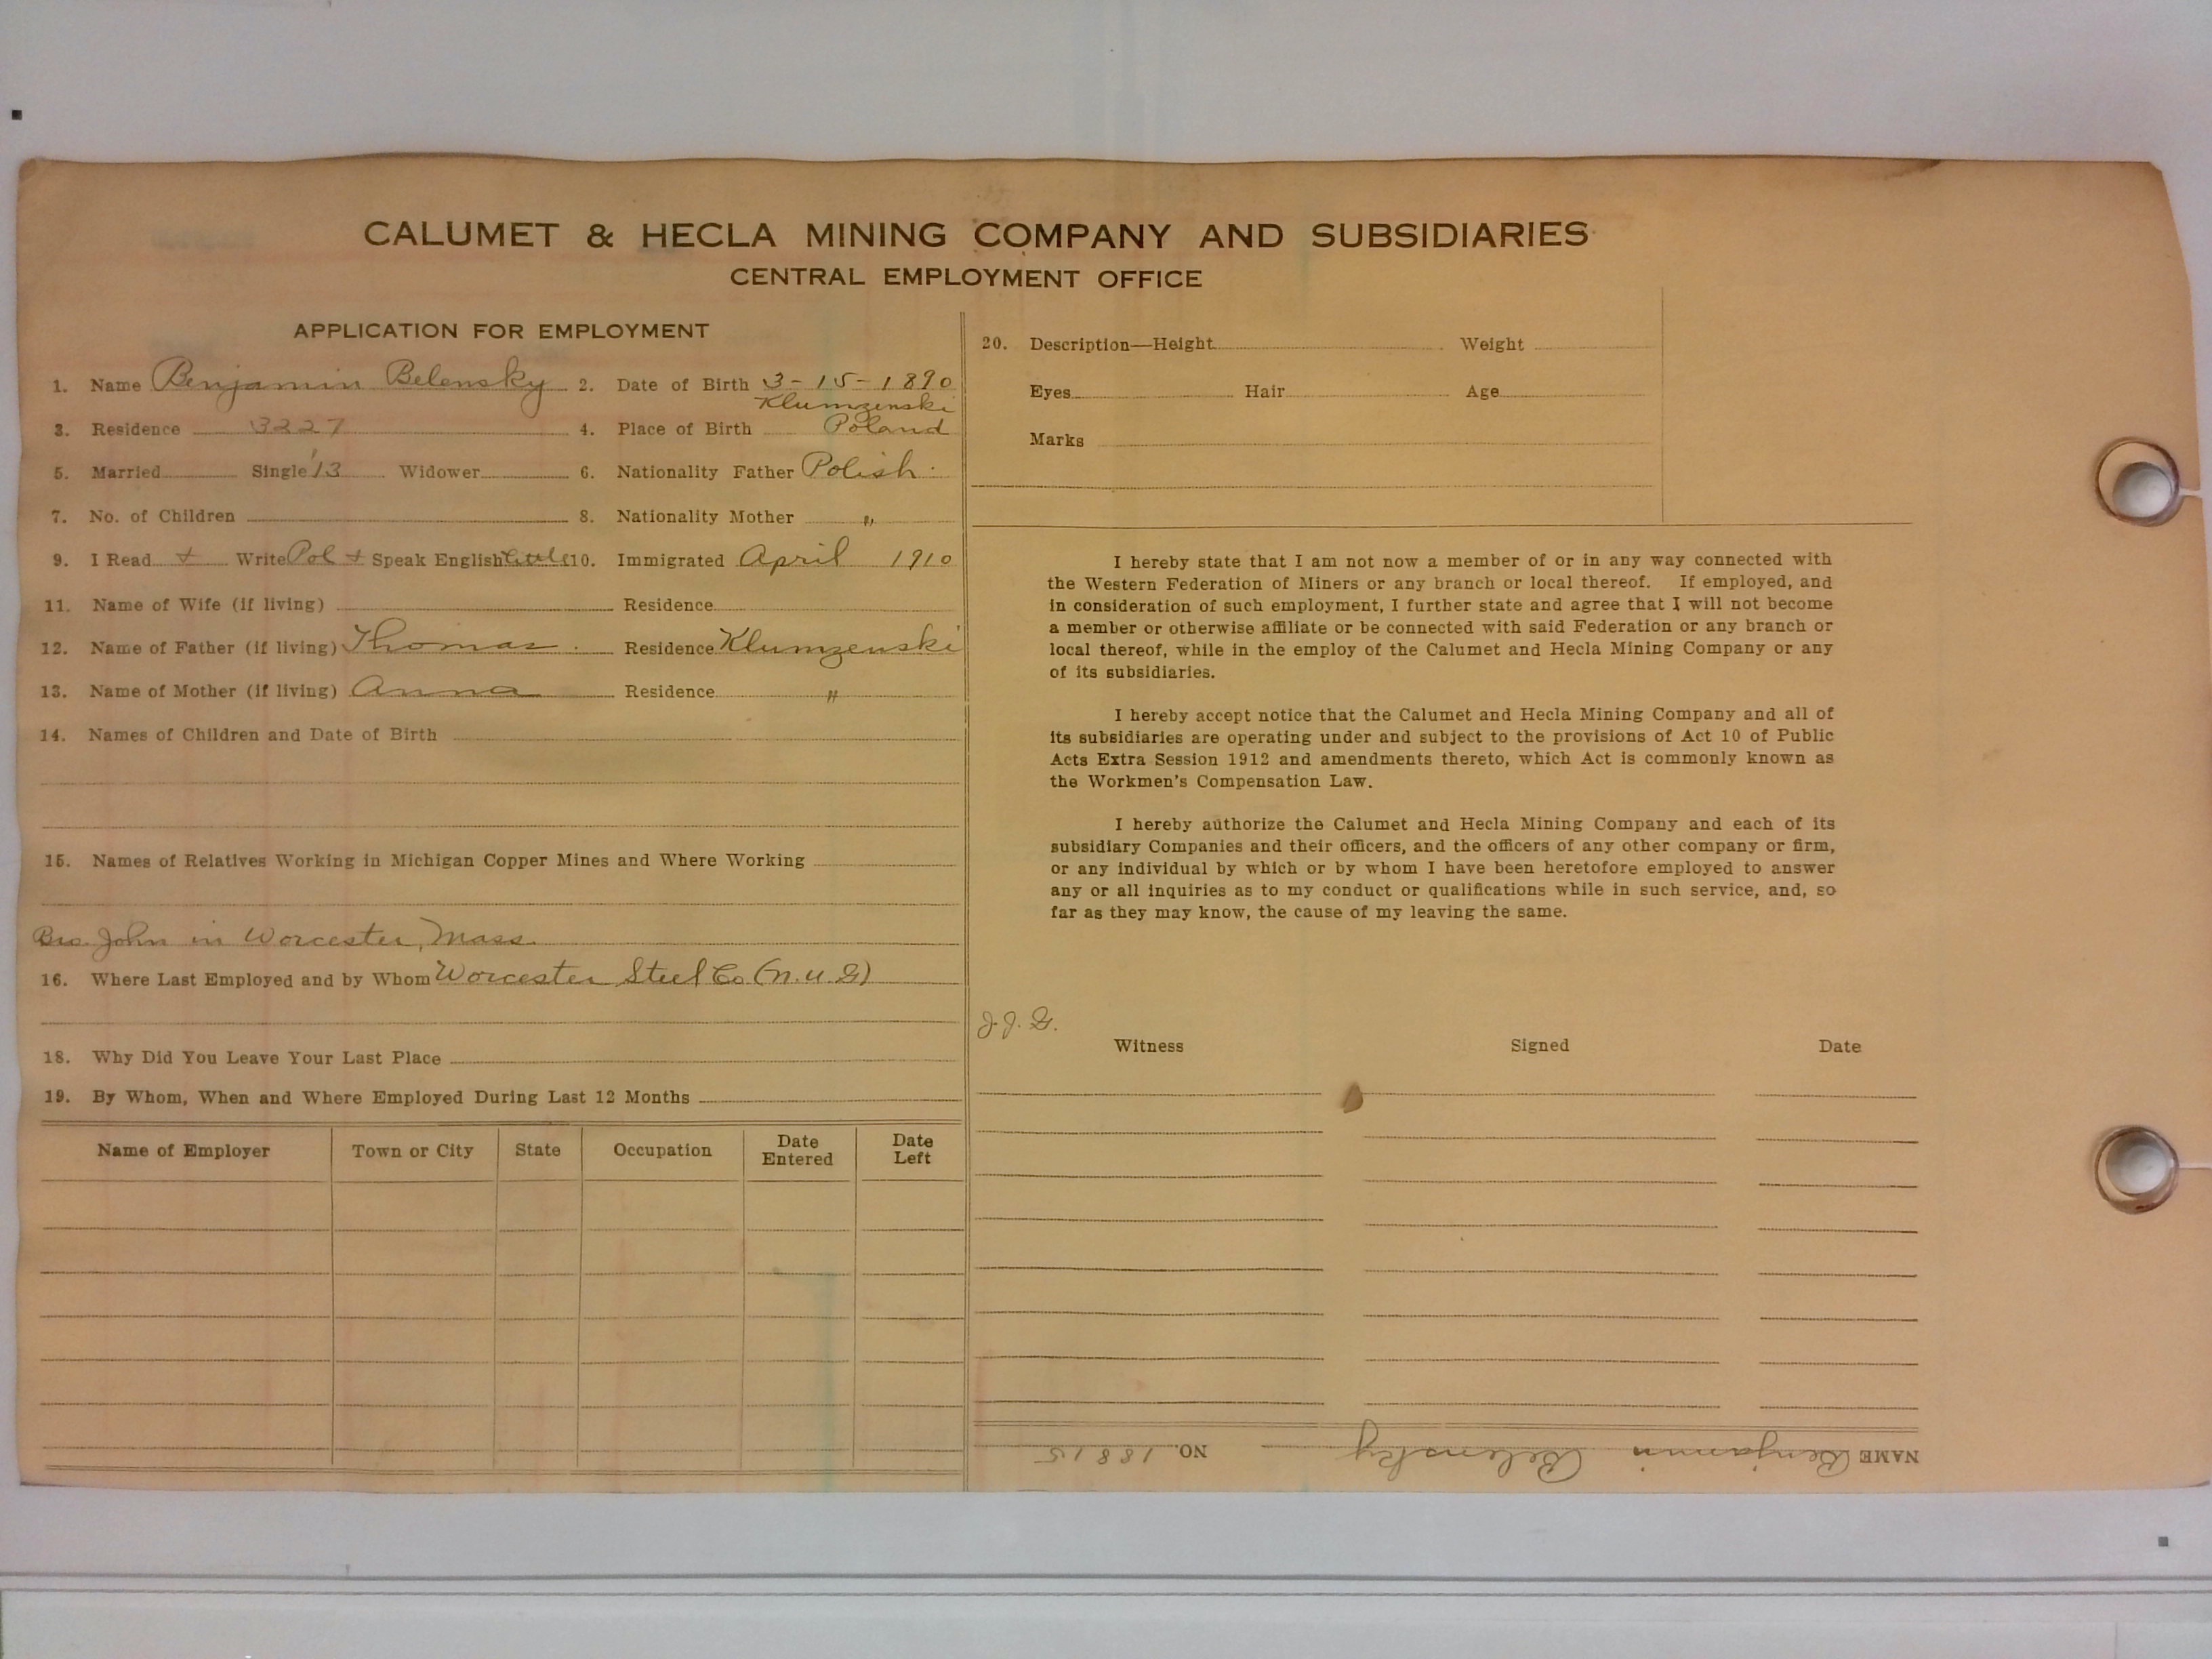 CALUMET & HECLA MINING COMPANY AND SUBSIDIARIES
CENTRAL EMPLOYMENT OFFICE
APPLICATION FOR EMPLOYMENT
1. Name Benjamin Belensky 2. Date of Birth 3-15-1890
Klumzenski
3. Residence 3227 4. Place of Birth Poland
5. Married Single '13 Widower 6. Nationality Father Polish
7. No. of Children 8. Nationality Mother "
9. I Read + Write Pol + Speak English little 10. Immigrated April 1910
11. Name of Wife (if living) Residence
12. Name of Father (if living) Thomas. Residence Klumzenski
13. Name of Mother (if living) Anna Residence "
14. Names of Children and Date of Birth
15. Names of Relatives Working in Michigan Copper Mines and Where Working
Bro. John in Worcester, Mass.
16. Where Last Employed and by Whom Worcester Steel Co (n.u.G)
18. Why Did You Leave Your Last Place
19. By Whom, When and Where Employed During Last 12 Months
Name of Employer Town or City State Occupation Date Entered Date Left
20. Description—Height Weight
Eyes Hair Age
Marks
I hereby state that I am not now a member of or in any way connected with
the Western Federation of Miners or any branch or local thereof. If employed, and
in consideration of such employment, I further state and agree that I will not become
a member or otherwise affiliate or be connected with said Federation or any branch or
local thereof, while in the employ of the Calumet and Hecla Mining Company or any
of its subsidiaries.
I hereby accept notice that the Calumet and Hecla Mining Company and all of
its subsidiaries are operating under and subject to the provisions of Act 10 of Public
Acts Extra Session 1912 and amendments thereto, which Act is commonly known as
the Workmen's Compensation Law.
I hereby authorize the Calumet and Hecla Mining Company and each of its
subsidiary Companies and their officers, and the officers of any other company or firm,
or any individual by which or by whom I have been heretofore employed to answer
any or all inquiries as to my conduct or qualifications while in such service, and, so
far as they may know, the cause of my leaving the same.
J.J.G.
Witness Signed Date
NAME Benjamin Belensky NO. 18815